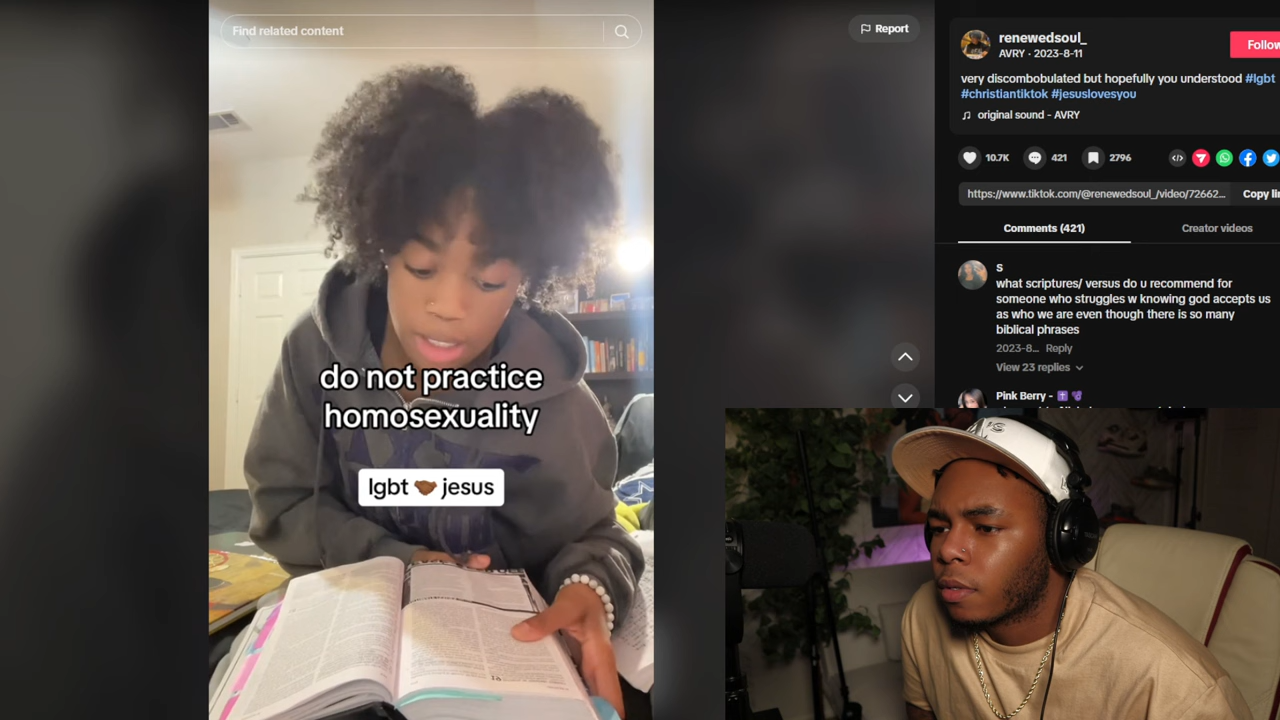 Find related content
Report
do not practice
homosexuality
lgbt 🤝🏾 jesus
renewedsoul_
AVRY · 2023-8-11
Follow
very discombobulated but hopefully you understood #lgbt
#christiantiktok #jesuslovesyou
original sound - AVRY
10.7K
421
2796
https://www.tiktok.com/@renewedsoul_/video/72662...
Copy lin
Comments (421)
Creator videos
S
what scriptures/ versus do u recommend for
someone who struggles w knowing god accepts us
as who we are even though there is so many
biblical phrases
2023-8... Reply
View 23 replies
Pink Berry -